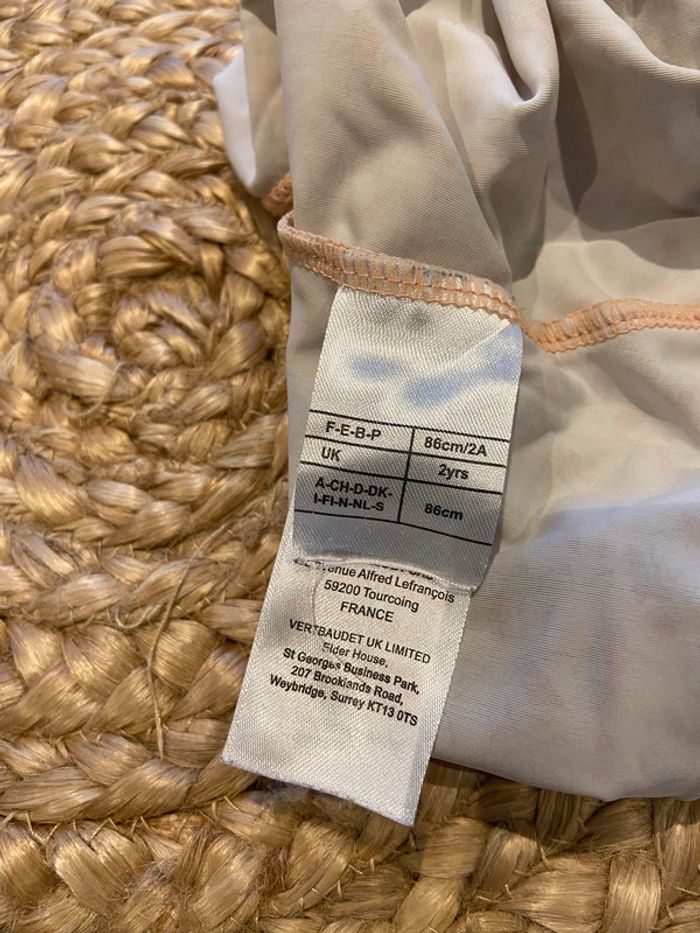 F-E-B-P 86cm/2A
UK 2yrs
A-CH-D-DK-
I-FI-N-NL-S 86cm
Avenue Alfred Lefrançois
59200 Tourcoing
FRANCE
VERTBAUDET UK LIMITED
Elder House,
St Georges Business Park,
207 Brooklands Road,
Weybridge, Surrey KT13 0TS